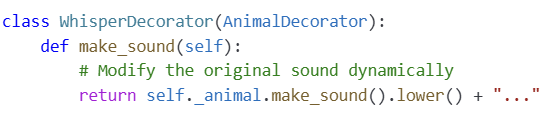 class WhisperDecorator(AnimalDecorator):
    def make_sound(self):
        # Modify the original sound dynamically
        return self._animal.make_sound().lower() + "..."